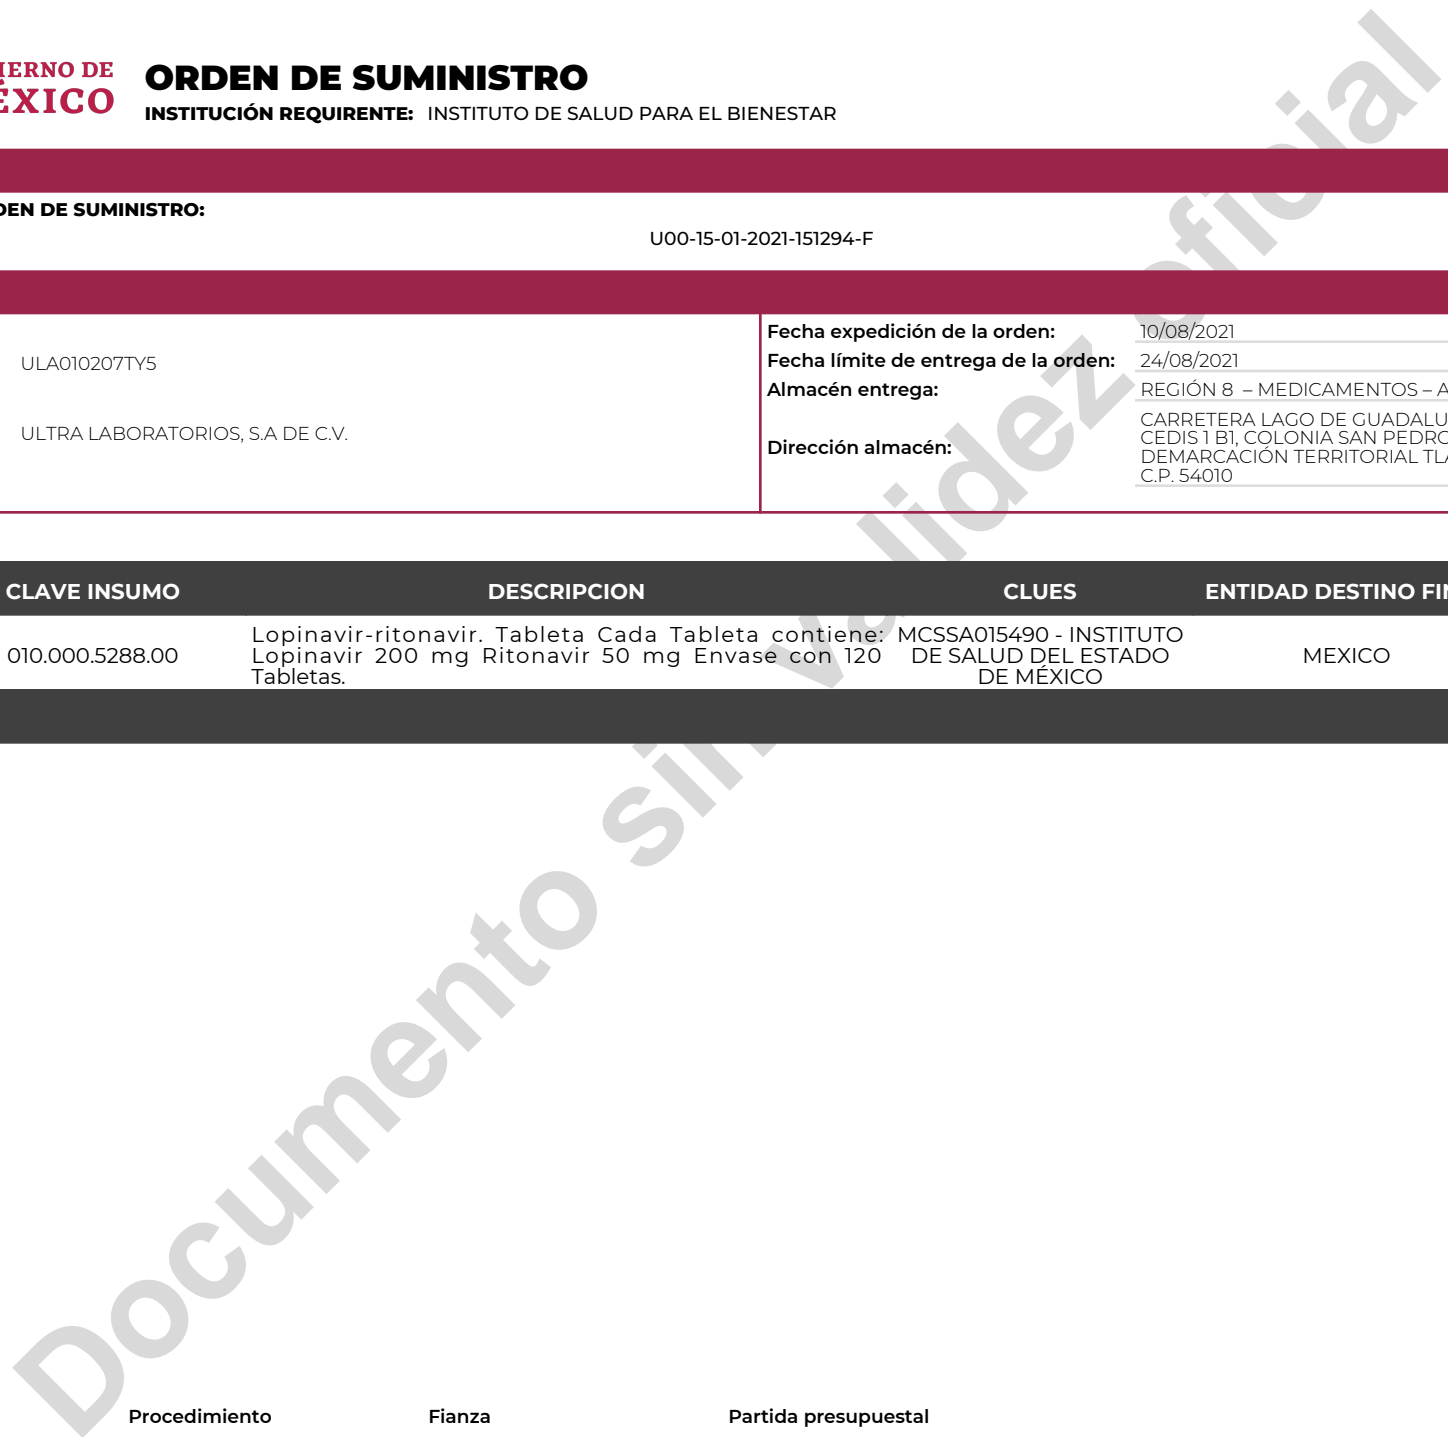 IERNO DE
ÉXICO
ORDEN DE SUMINISTRO
INSTITUCIÓN REQUIRENTE: INSTITUTO DE SALUD PARA EL BIENESTAR
DEN DE SUMINISTRO:
U00-15-01-2021-151294-F
ULA010207TY5
ULTRA LABORATORIOS, S.A DE C.V.
Fecha expedición de la orden: 10/08/2021
Fecha límite de entrega de la orden: 24/08/2021
Almacén entrega: REGIÓN 8 – MEDICAMENTOS – A
Dirección almacén:
CARRETERA LAGO DE GUADALU
CEDIS 1 B1, COLONIA SAN PEDRO
DEMARCACIÓN TERRITORIAL TLA
C.P. 54010
CLAVE INSUMO DESCRIPCION CLUES ENTIDAD DESTINO FIN
010.000.5288.00
Lopinavir-ritonavir. Tableta Cada Tableta contiene:
Lopinavir 200 mg Ritonavir 50 mg Envase con 120
Tabletas.
MCSSA015490 - INSTITUTO
DE SALUD DEL ESTADO
DE MÉXICO
MEXICO
Documento sin validez oficial
Procedimiento Fianza Partida presupuestal